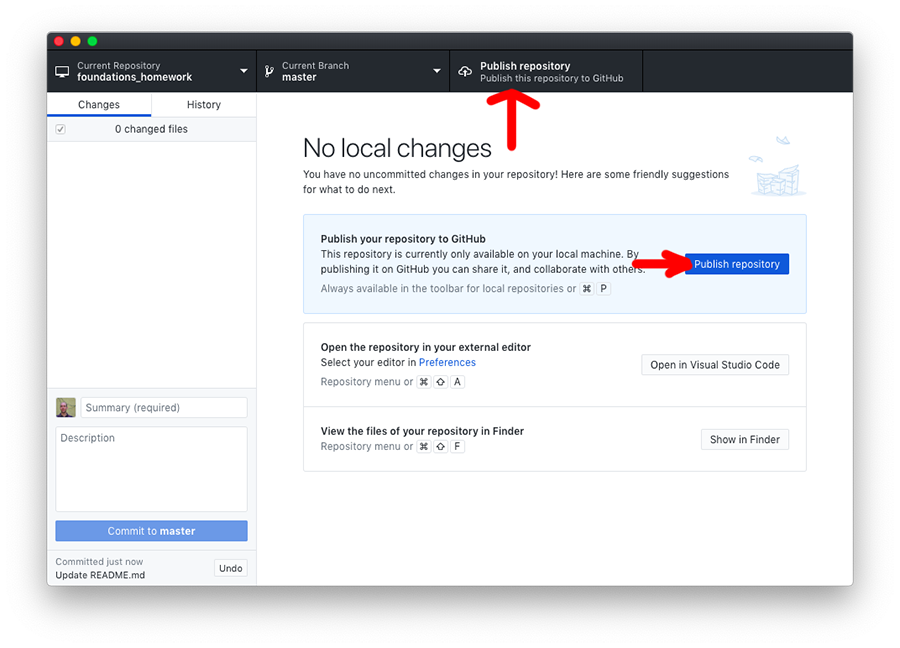 Current Repository
foundations_homework
Current Branch
master
Publish repository
Publish this repository to GitHub
Changes
History
0 changed files
No local changes
You have no uncommitted changes in your repository! Here are some friendly suggestions
for what to do next.
Publish your repository to GitHub
This repository is currently only available on your local machine. By
publishing it on GitHub you can share it, and collaborate with others.
Always available in the toolbar for local repositories or ⌘ P
Publish repository
Open the repository in your external editor
Select your editor in Preferences
Repository menu or ⌘ ⇧ A
Open in Visual Studio Code
View the files of your repository in Finder
Repository menu or ⌘ ⇧ F
Show in Finder
Summary (required)
Description
Commit to master
Committed just now
Update README.md
Undo